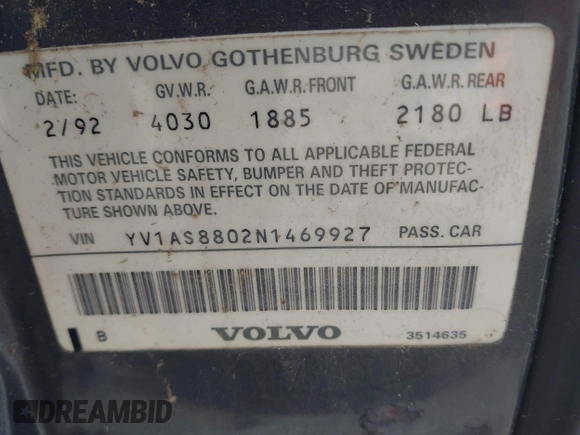 MFD. BY VOLVO GOTHENBURG SWEDEN
DATE: GV.W.R. G.A.W.R. FRONT G.A.W.R. REAR
2/92 4030 1885 2180 LB
THIS VEHICLE CONFORMS TO ALL APPLICABLE FEDERAL
MOTOR VEHICLE SAFETY, BUMPER AND THEFT PROTEC-
TION STANDARDS IN EFFECT ON THE DATE OF MANUFAC-
TURE SHOWN ABOVE.
VIN YV1AS8802N1469927 PASS. CAR
B VOLVO 3514635
DREAMBID